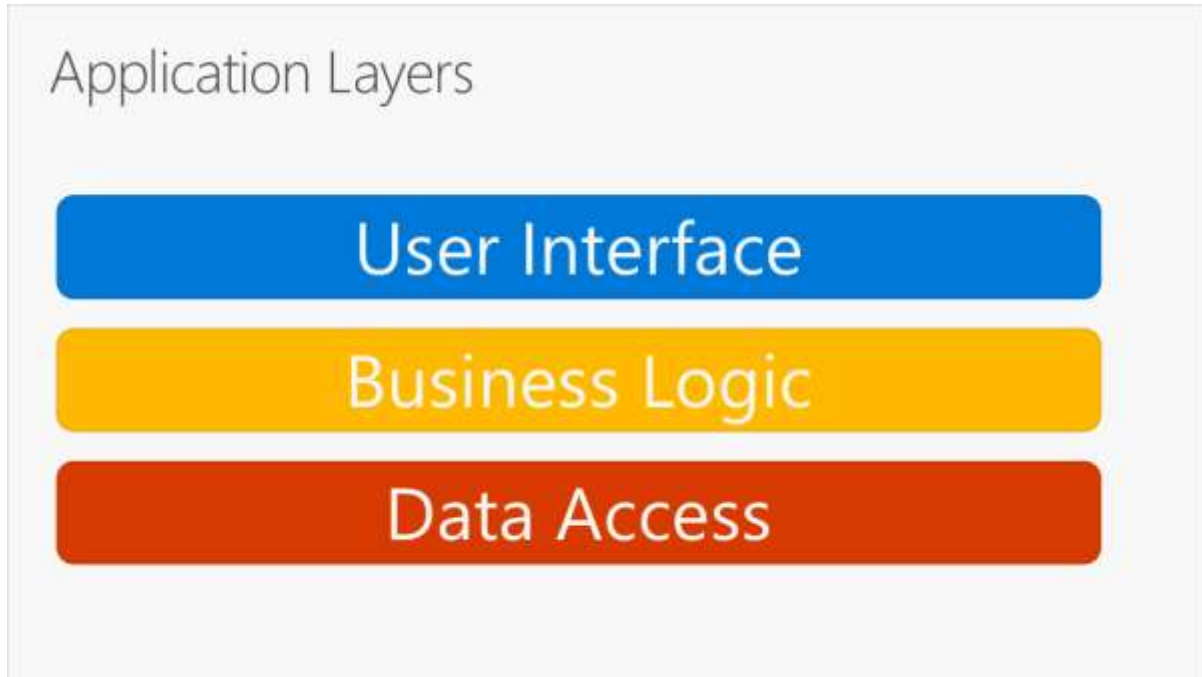 Application Layers
User Interface
Business Logic
Data Access